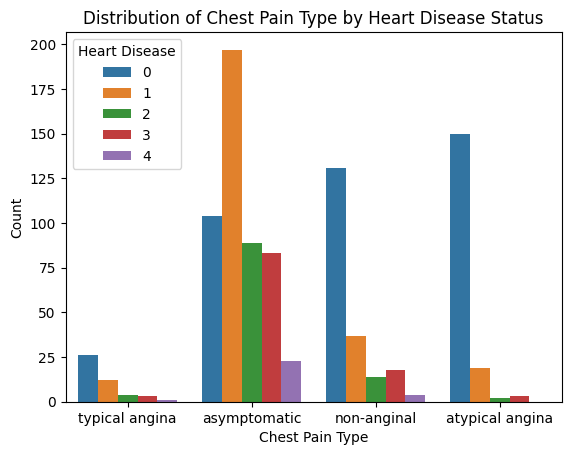 Distribution of Chest Pain Type by Heart Disease Status
Heart Disease
0
1
2
3
4
Count
200
175
150
125
100
75
50
25
0
typical angina
asymptomatic
non-anginal
atypical angina
Chest Pain Type